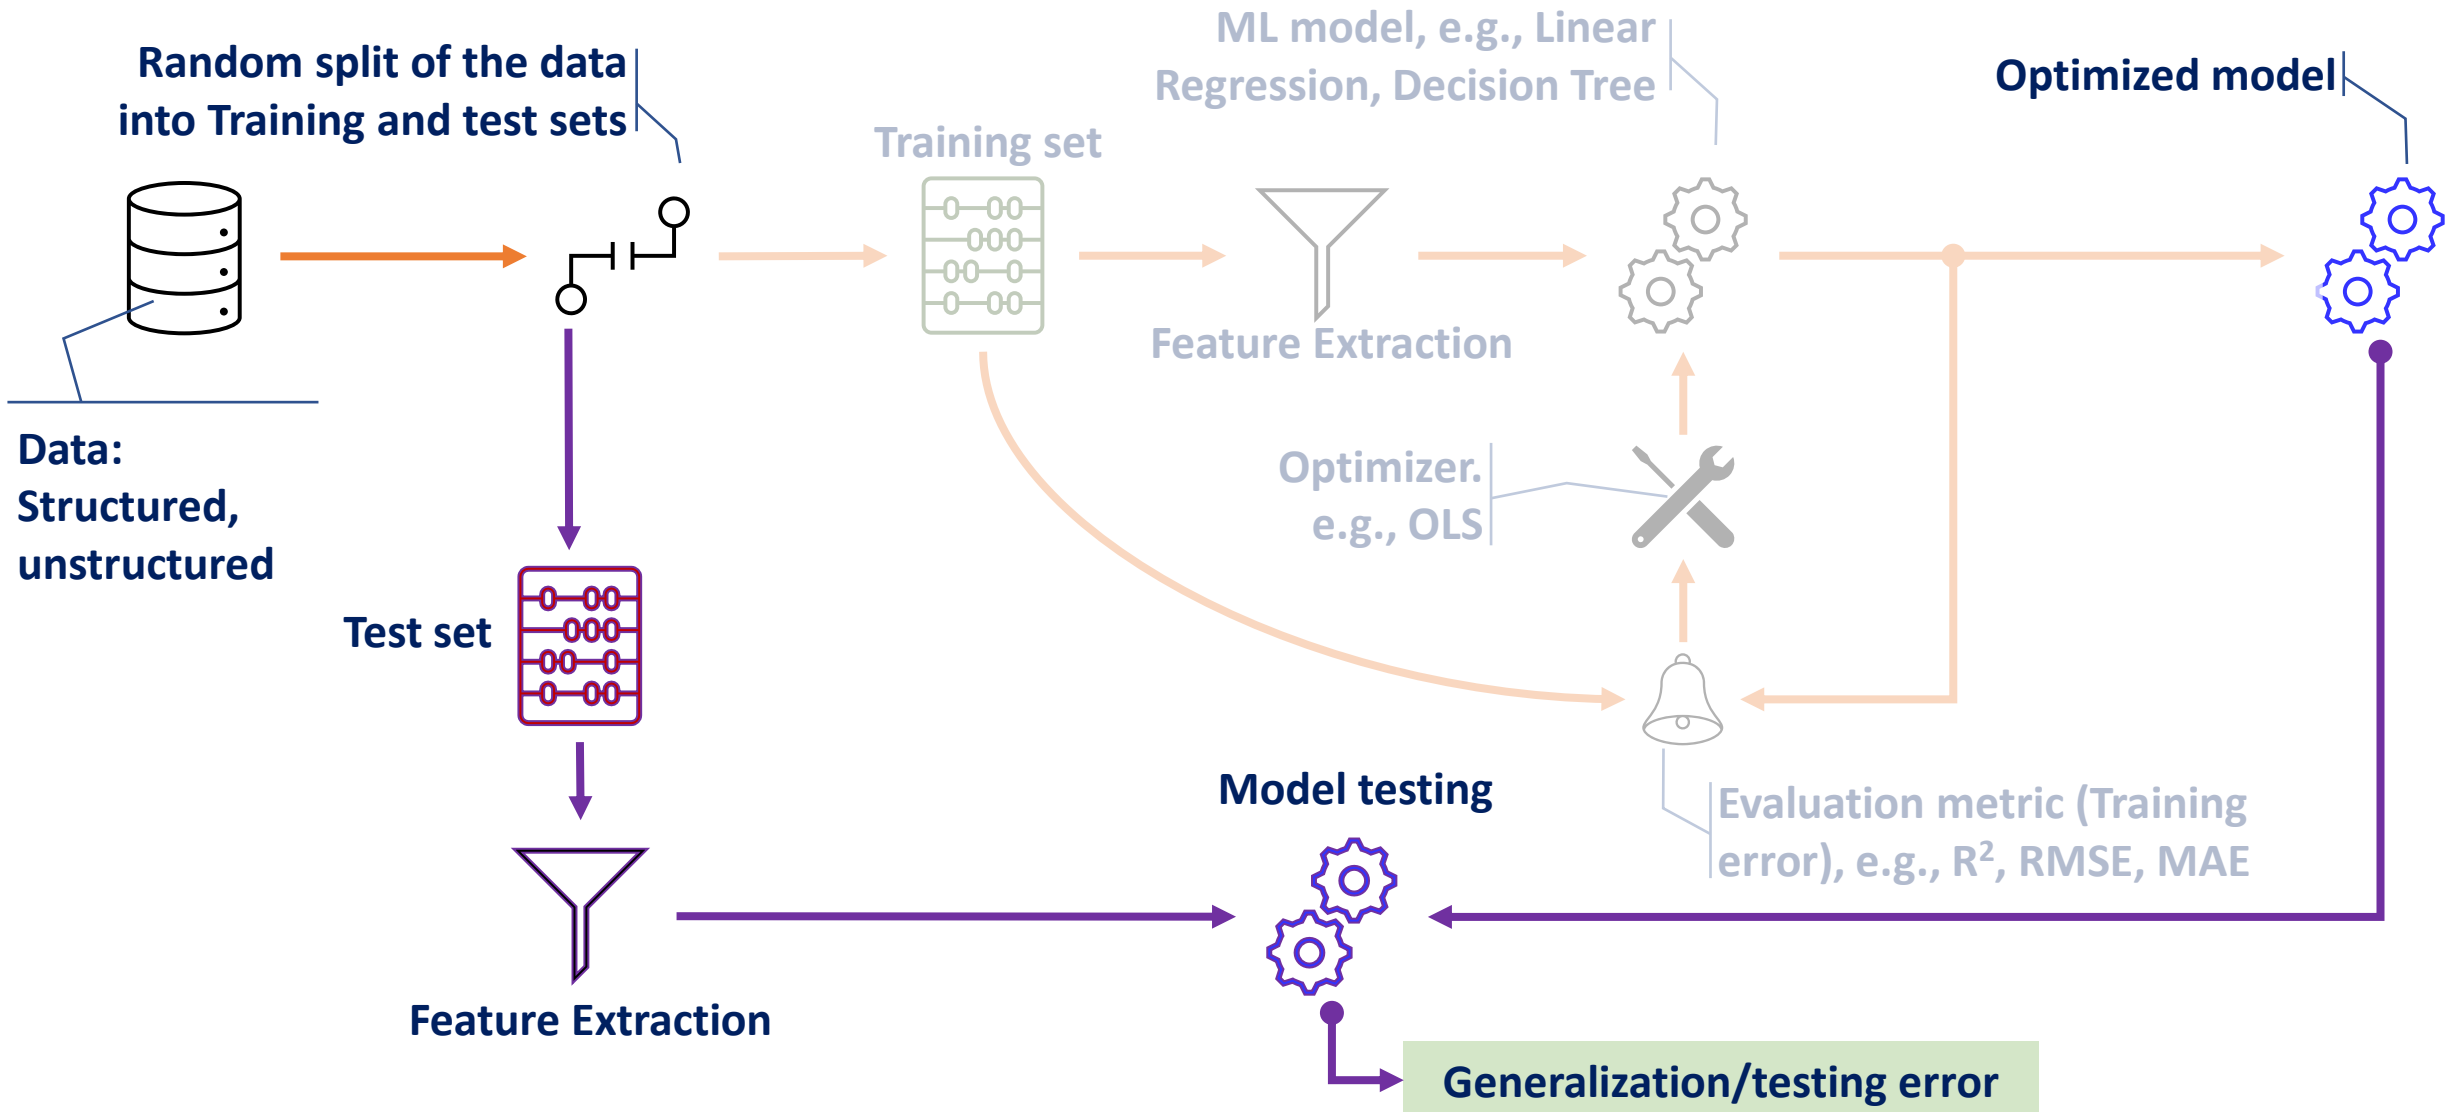 Random split of the data
into Training and test sets
ML model, e.g., Linear
Regression, Decision Tree
Optimized model
Training set
Feature Extraction
Data:
Structured,
unstructured
Optimizer.
e.g., OLS
Test set
Model testing
Evaluation metric (Training
error), e.g., R², RMSE, MAE
Feature Extraction
Generalization/testing error